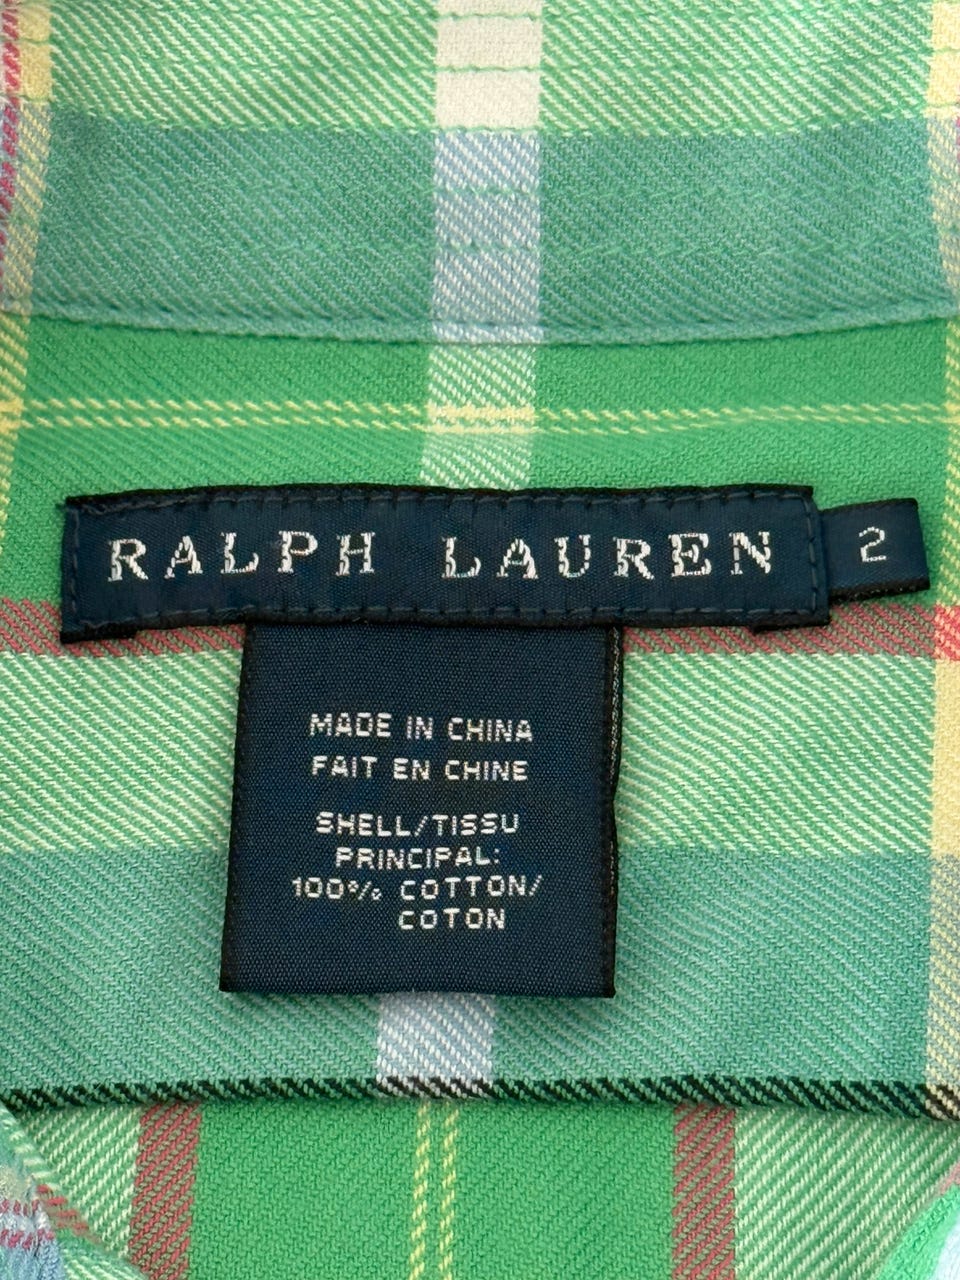 RALPH LAUREN 2
MADE IN CHINA
FAIT EN CHINE
SHELL/TISSU
PRINCIPAL:
100% COTTON/
COTON